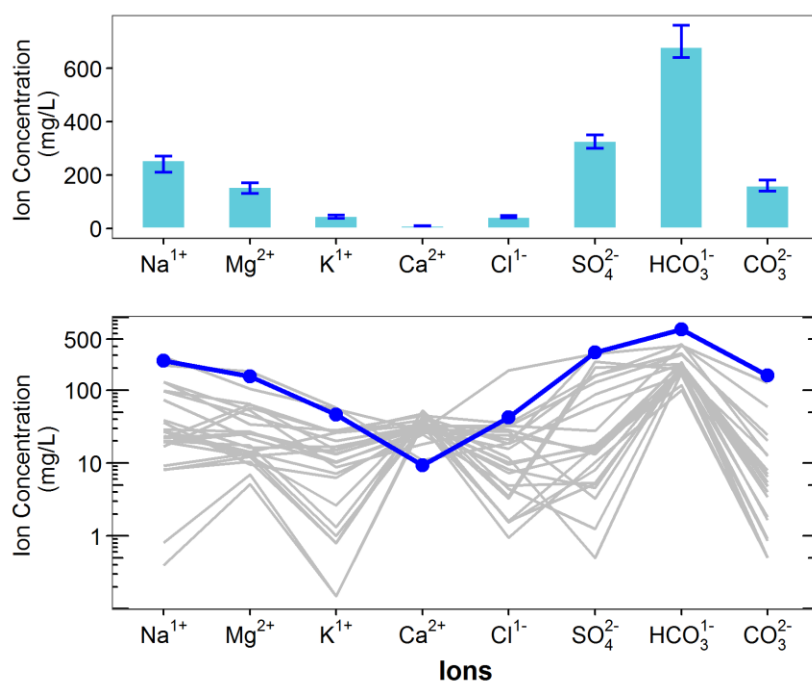 Ion Concentration
(mg/L)
600
400
200
0
Na¹⁺ Mg²⁺ K¹⁺ Ca²⁺ Cl¹⁻ SO₄²⁻ HCO₃¹⁻ CO₃²⁻
Ion Concentration
(mg/L)
500
100
10
1
Na¹⁺ Mg²⁺ K¹⁺ Ca²⁺ Cl¹⁻ SO₄²⁻ HCO₃¹⁻ CO₃²⁻
Ions